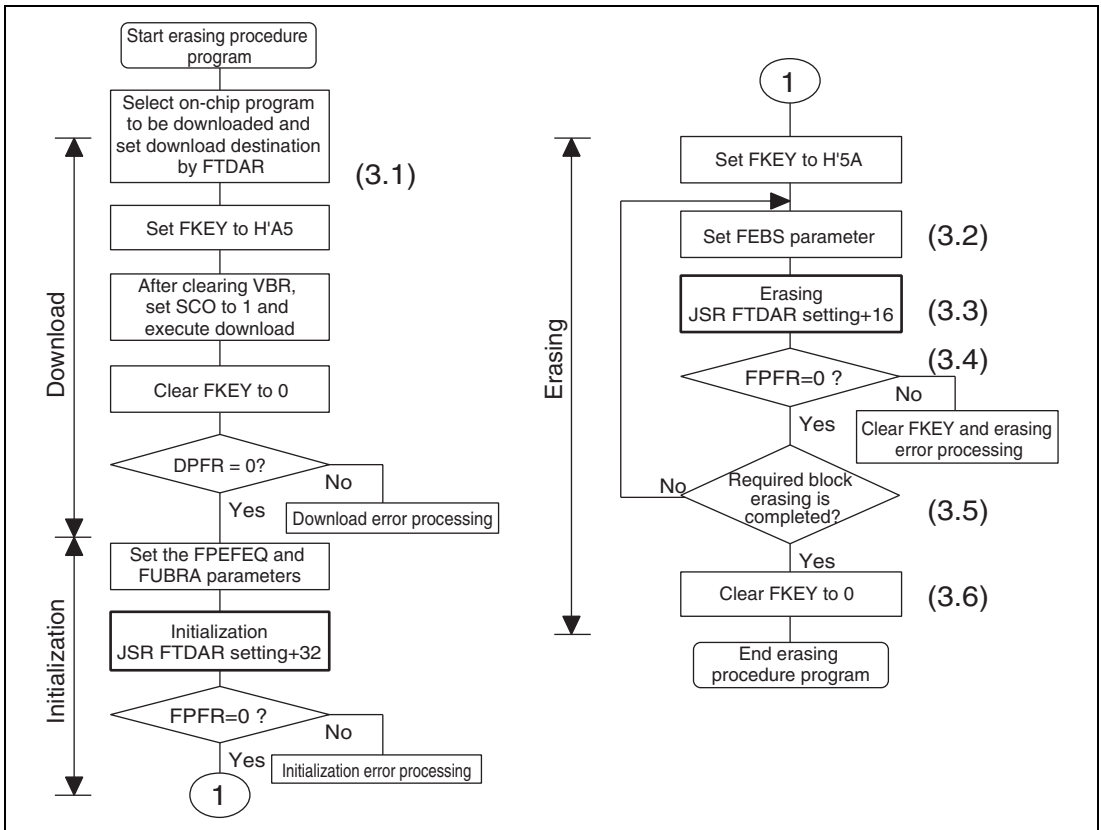 Start erasing procedure
program
Select on-chip program
to be downloaded and
set download destination
by FTDAR
(3.1)
Set FKEY to H'A5
After clearing VBR,
set SCO to 1 and
execute download
Clear FKEY to 0
DPFR = 0?
No
Yes
Download error processing
Download
Set the FPEFEQ and
FUBRA parameters
Initialization
JSR FTDAR setting+32
FPFR=0 ?
No
Yes
Initialization error processing
Initialization
1
1
Set FKEY to H'5A
Set FEBS parameter
(3.2)
Erasing
JSR FTDAR setting+16
(3.3)
(3.4)
FPFR=0 ?
No
Yes
Clear FKEY and erasing
error processing
Required block
erasing is
completed?
No
(3.5)
Yes
Clear FKEY to 0
(3.6)
Erasing
End erasing
procedure program